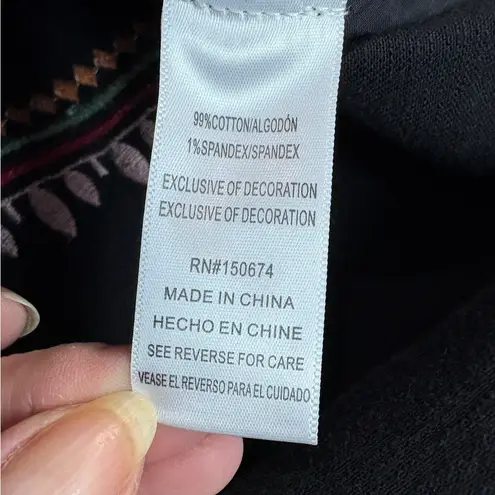 99%COTTON/ALGODÓN
1%SPANDEX/SPANDEX
EXCLUSIVE OF DECORATION
EXCLUSIVE OF DECORATION
RN#150674
MADE IN CHINA
HECHO EN CHINE
SEE REVERSE FOR CARE
VEASE EL REVERSO PARA EL CUIDADO